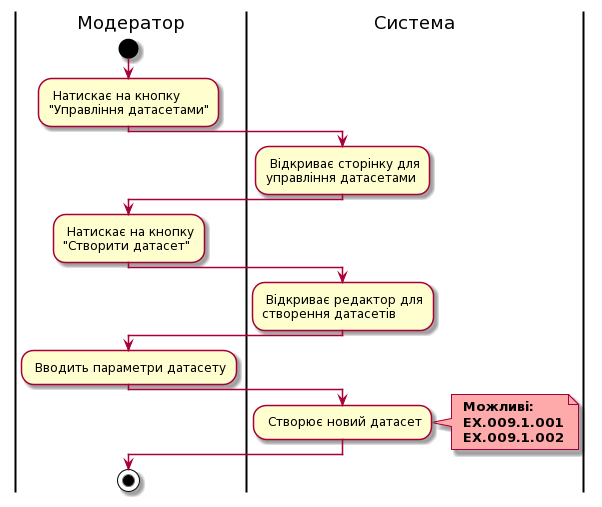 Модератор
Система
Натискає на кнопку
"Управління датасетами"
Відкриває сторінку для
управління датасетами
Натискає на кнопку
"Створити датасет"
Відкриває редактор для
створення датасетів
Вводить параметри датасету
Створює новий датасет
Можливі:
EX.009.1.001
EX.009.1.002